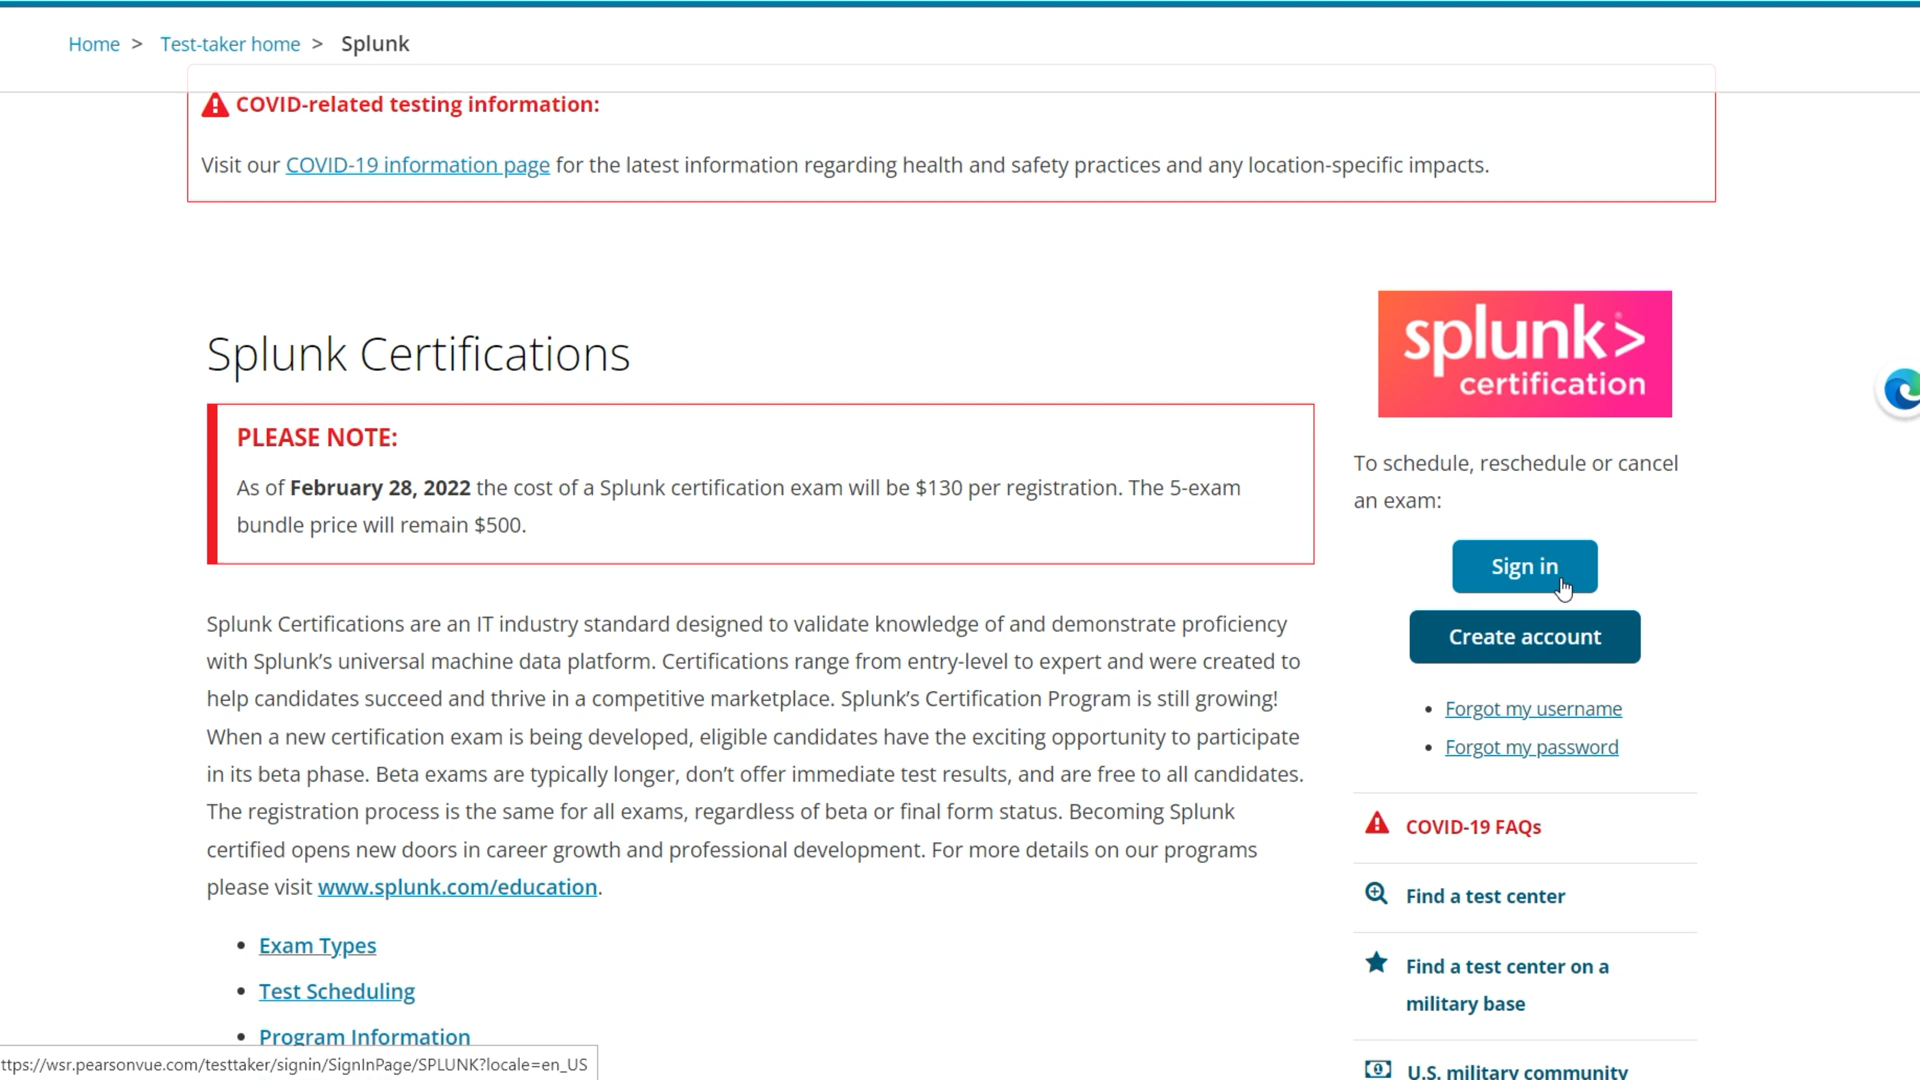 Home > Test-taker home > Splunk
COVID-related testing information:
Visit our COVID-19 information page for the latest information regarding health and safety practices and any location-specific impacts.
Splunk Certifications
PLEASE NOTE:
As of February 28, 2022 the cost of a Splunk certification exam will be $130 per registration. The 5-exam
bundle price will remain $500.
Splunk Certifications are an IT industry standard designed to validate knowledge of and demonstrate proficiency
with Splunk’s universal machine data platform. Certifications range from entry-level to expert and were created to
help candidates succeed and thrive in a competitive marketplace. Splunk’s Certification Program is still growing!
When a new certification exam is being developed, eligible candidates have the exciting opportunity to participate
in its beta phase. Beta exams are typically longer, don’t offer immediate test results, and are free to all candidates.
The registration process is the same for all exams, regardless of beta or final form status. Becoming Splunk
certified opens new doors in career growth and professional development. For more details on our programs
please visit www.splunk.com/education.
• Exam Types
• Test Scheduling
• Program Information
splunk>
certification
To schedule, reschedule or cancel
an exam:
Sign in
Create account
• Forgot my username
• Forgot my password
COVID-19 FAQs
Find a test center
Find a test center on a
military base
U.S. military community
ttps://wsr.pearsonvue.com/testtaker/signin/SignInPage/SPLUNK?locale=en_US